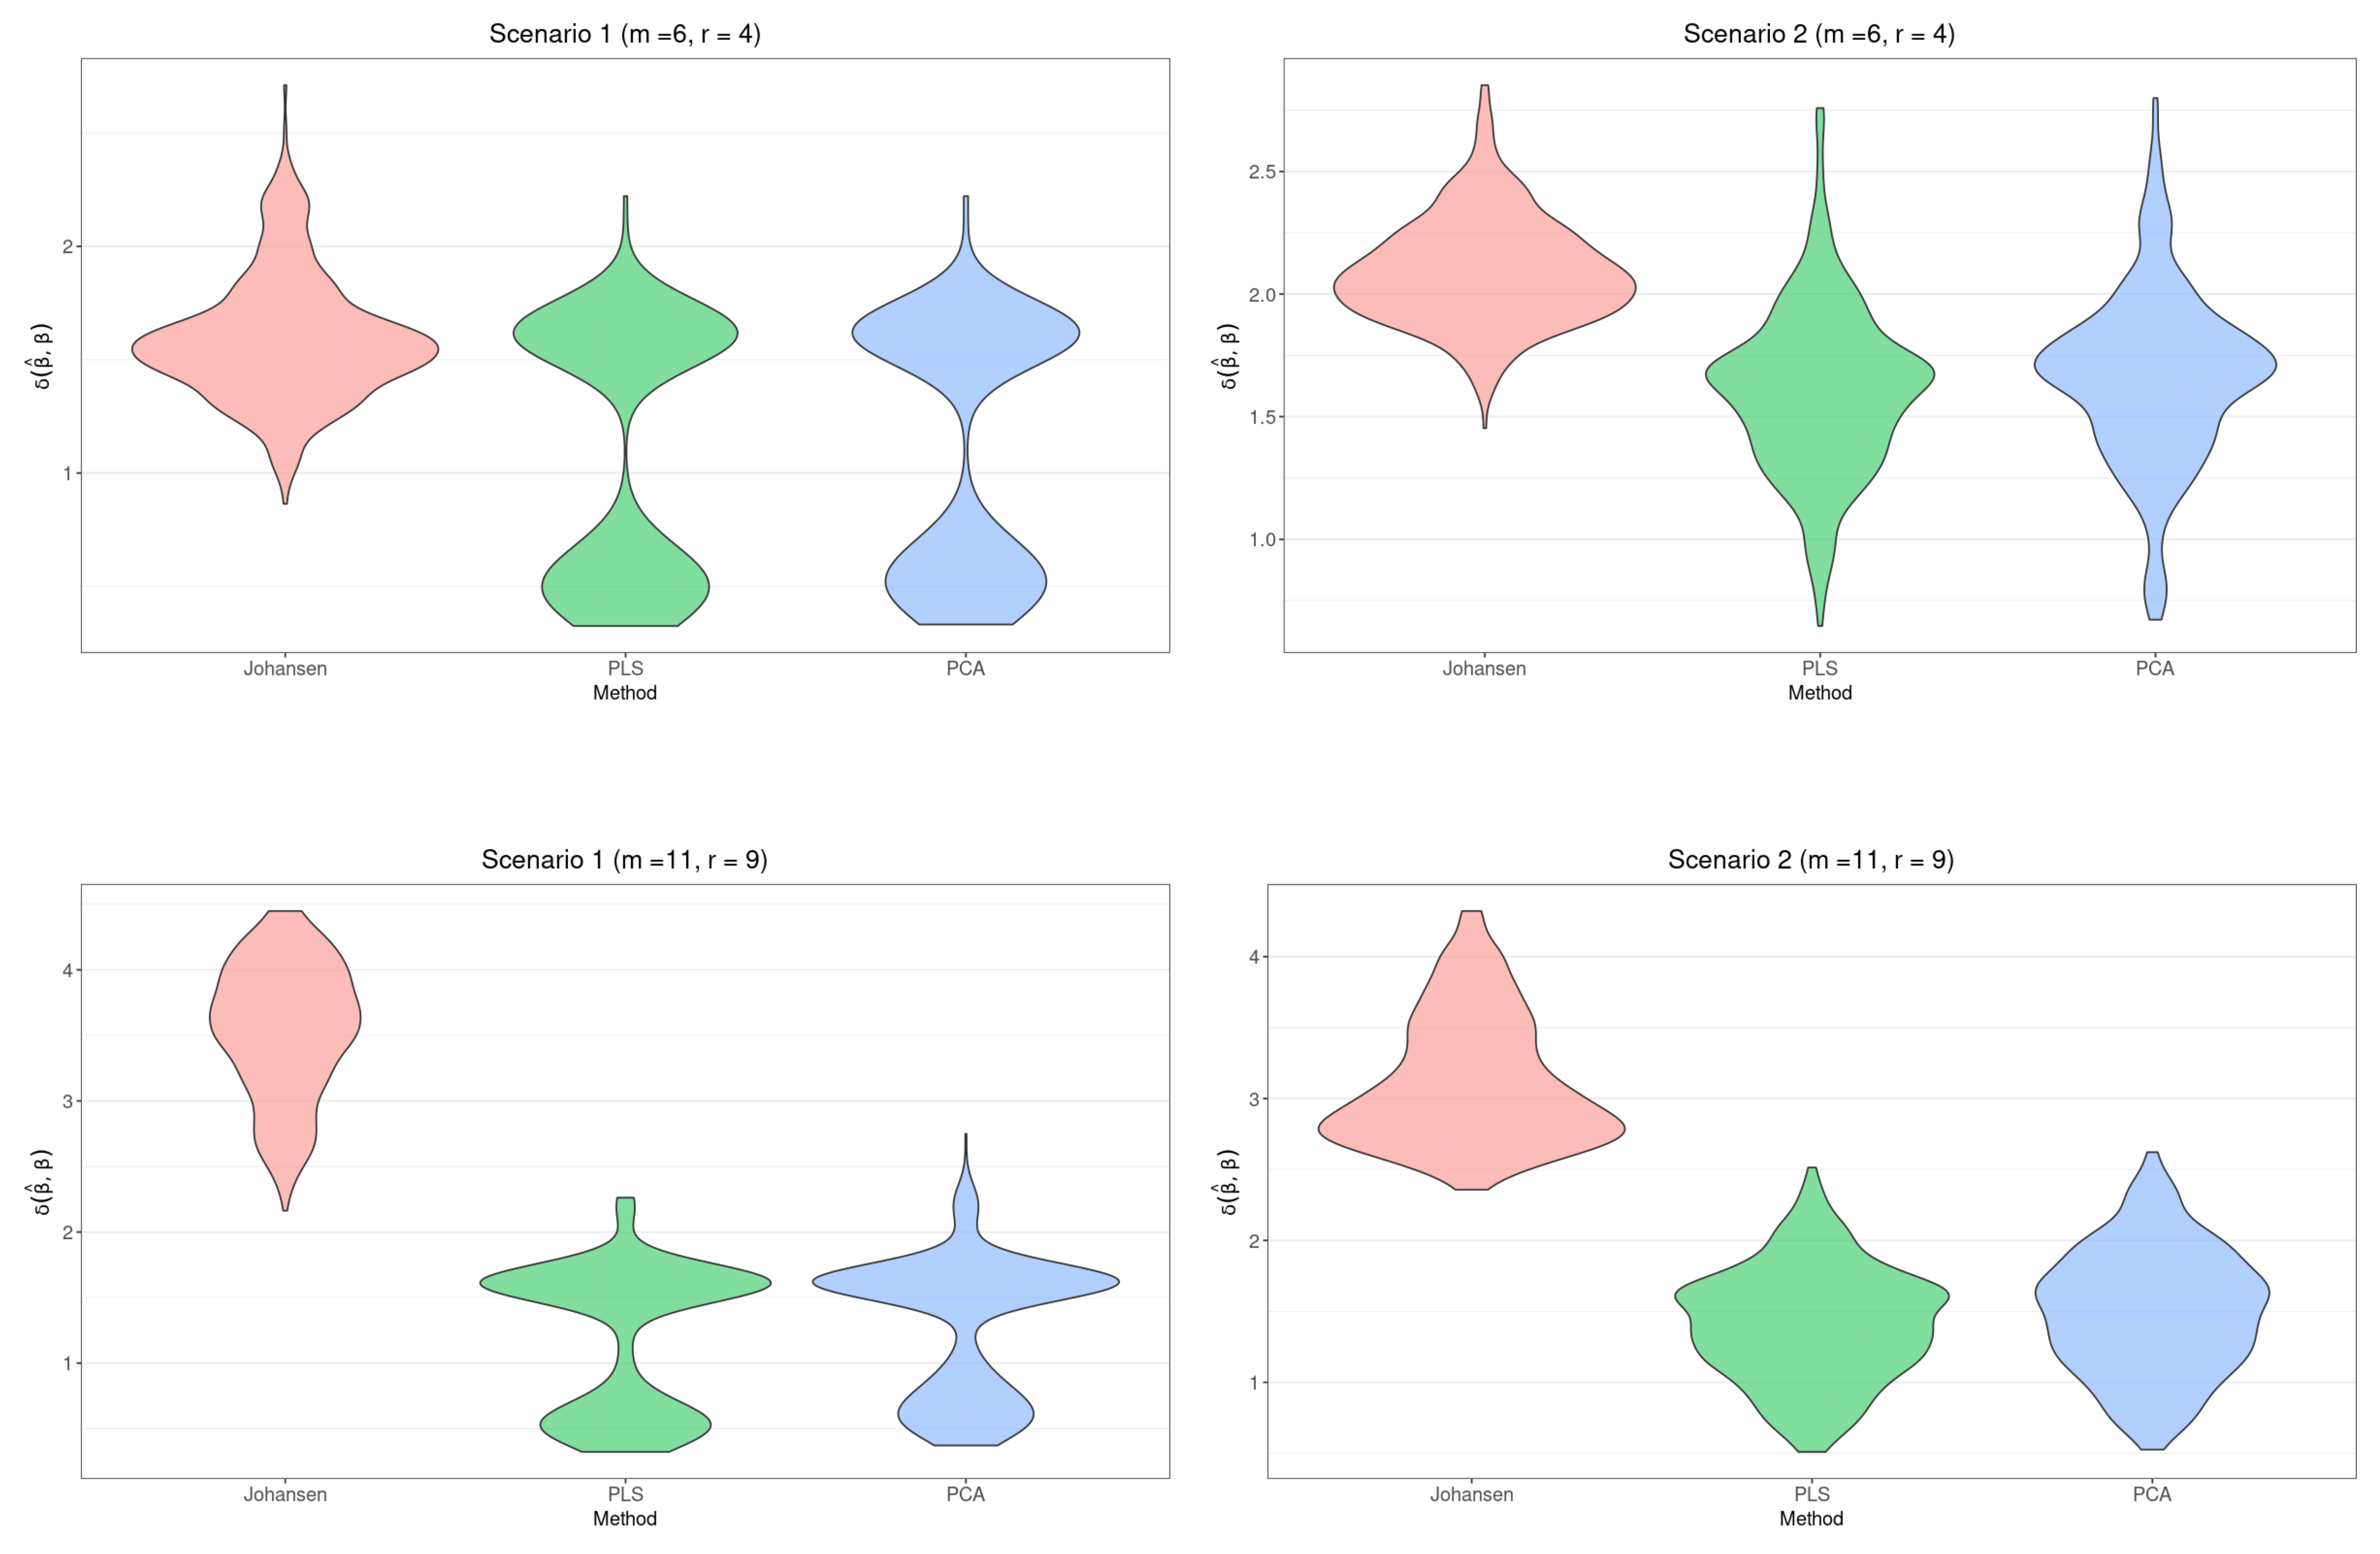 Scenario 1 (m =6, r = 4)
2
1
δ(β̂, β)
Johansen PLS PCA
Method
Scenario 2 (m =6, r = 4)
2.5
2.0
1.5
1.0
δ(β̂, β)
Johansen PLS PCA
Method
Scenario 1 (m =11, r = 9)
4
3
2
1
δ(β̂, β)
Johansen PLS PCA
Method
Scenario 2 (m =11, r = 9)
4
3
2
1
δ(β̂, β)
Johansen PLS PCA
Method